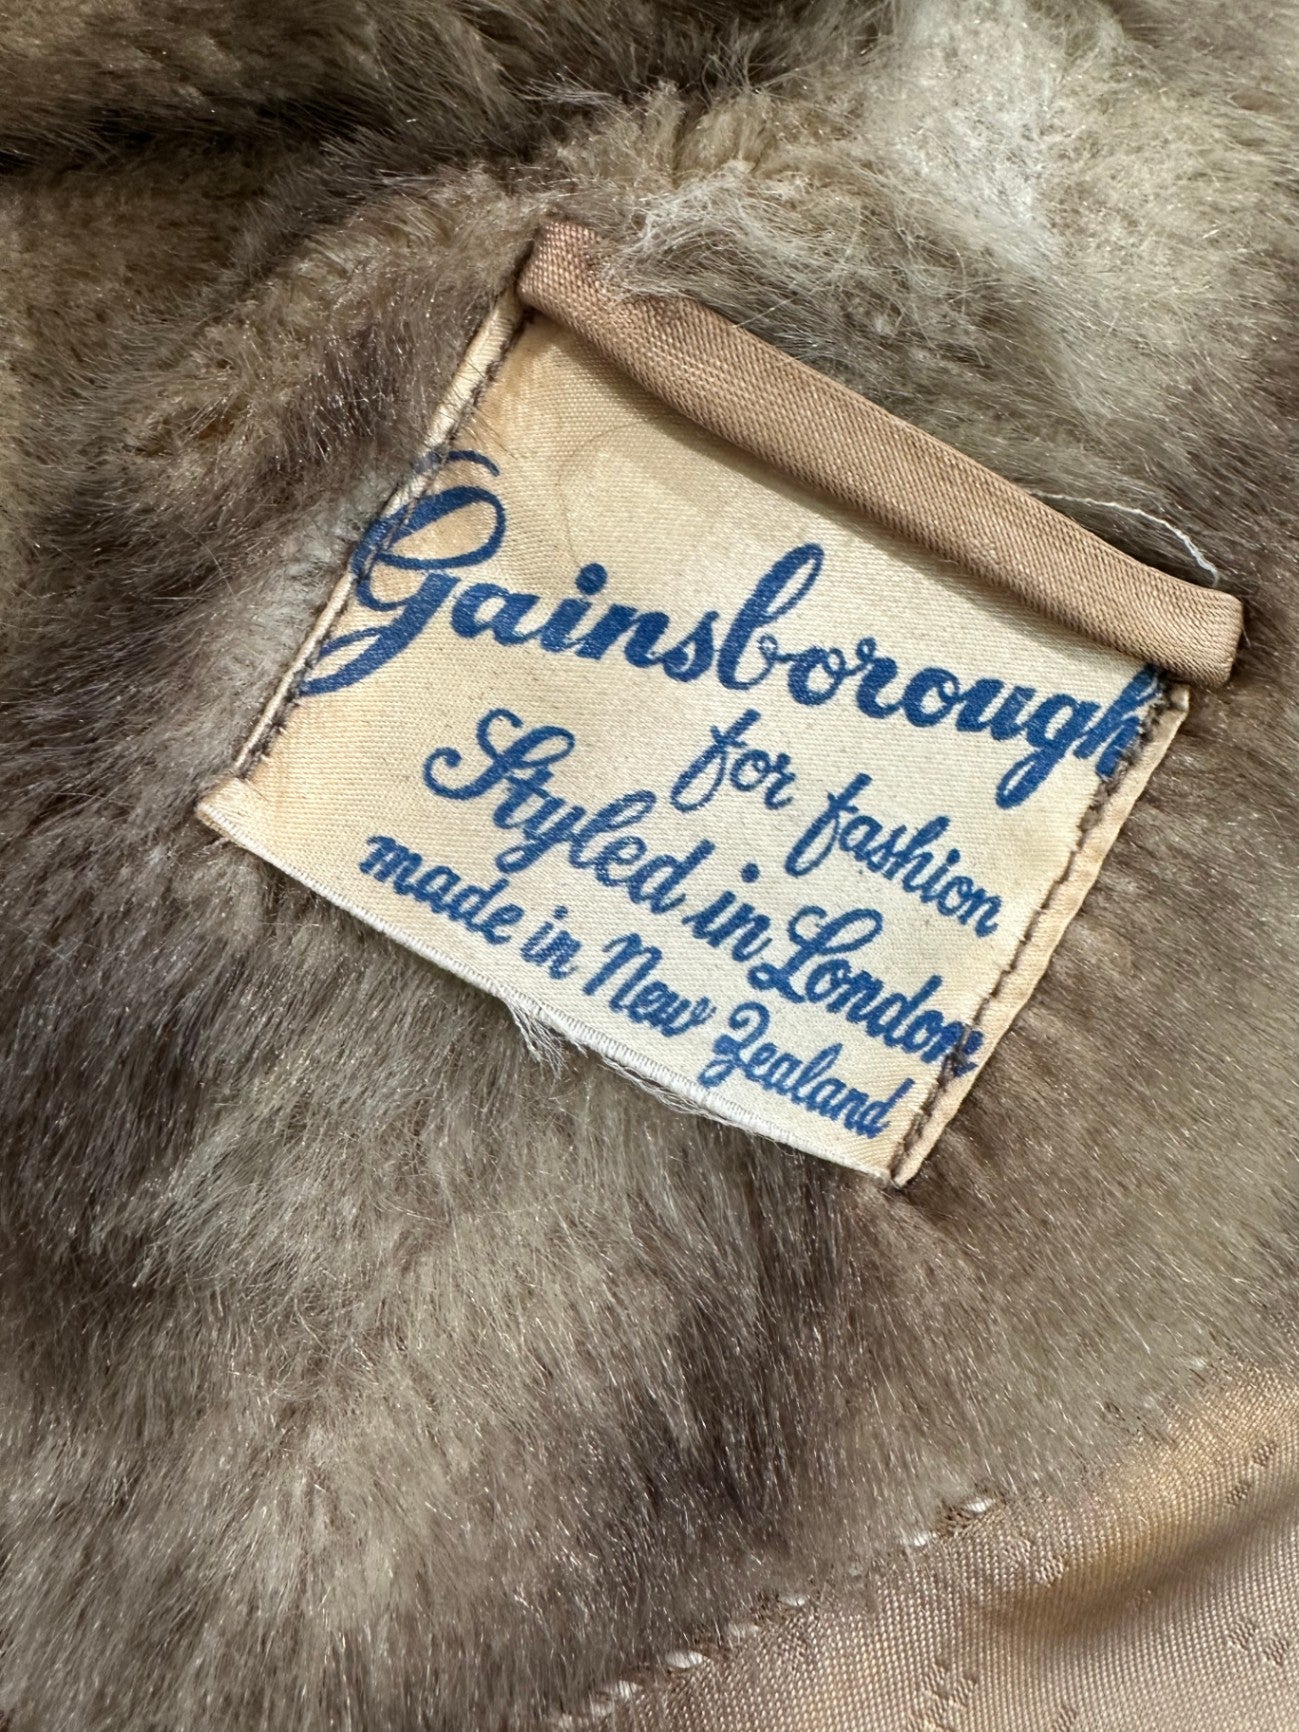 Gainsborough
for fashion
Styled in London
made in New Zealand